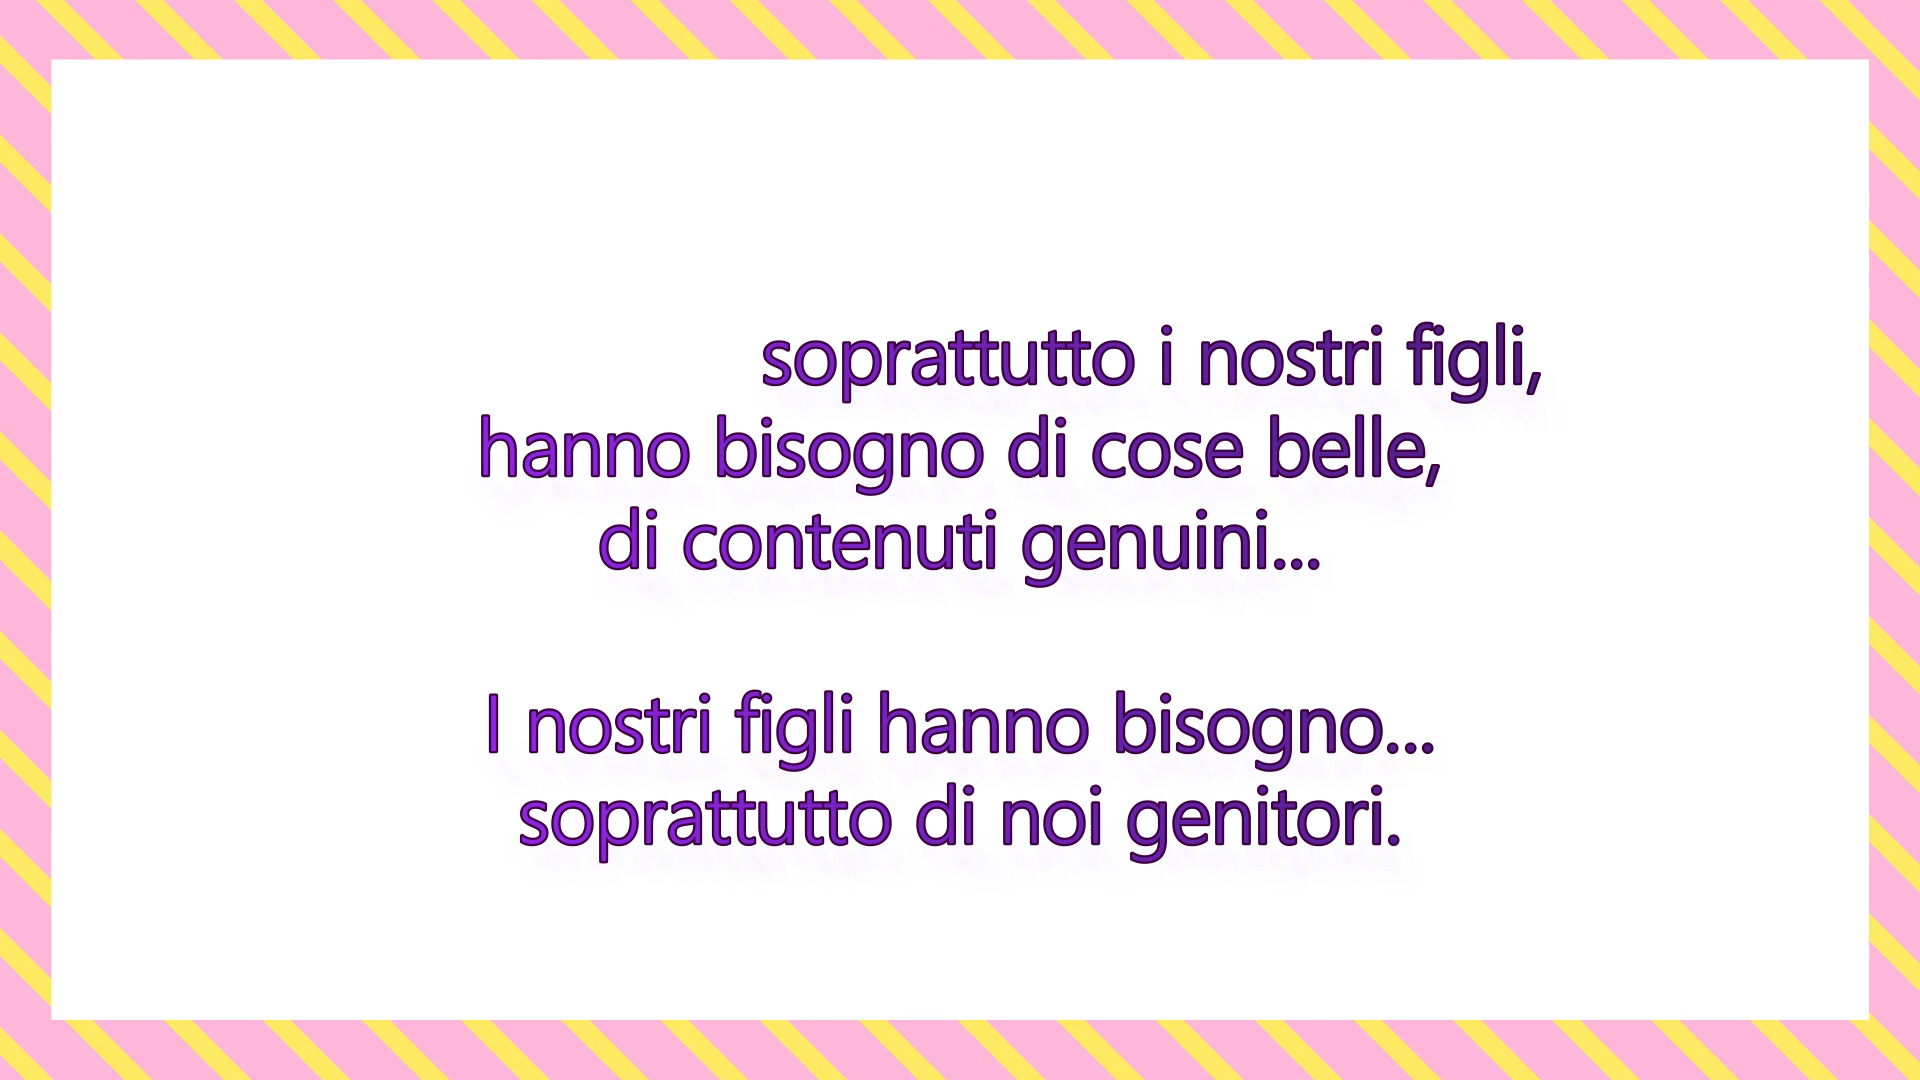 soprattutto i nostri figli,
hanno bisogno di cose belle,
di contenuti genuini...
I nostri figli hanno bisogno...
soprattutto di noi genitori.